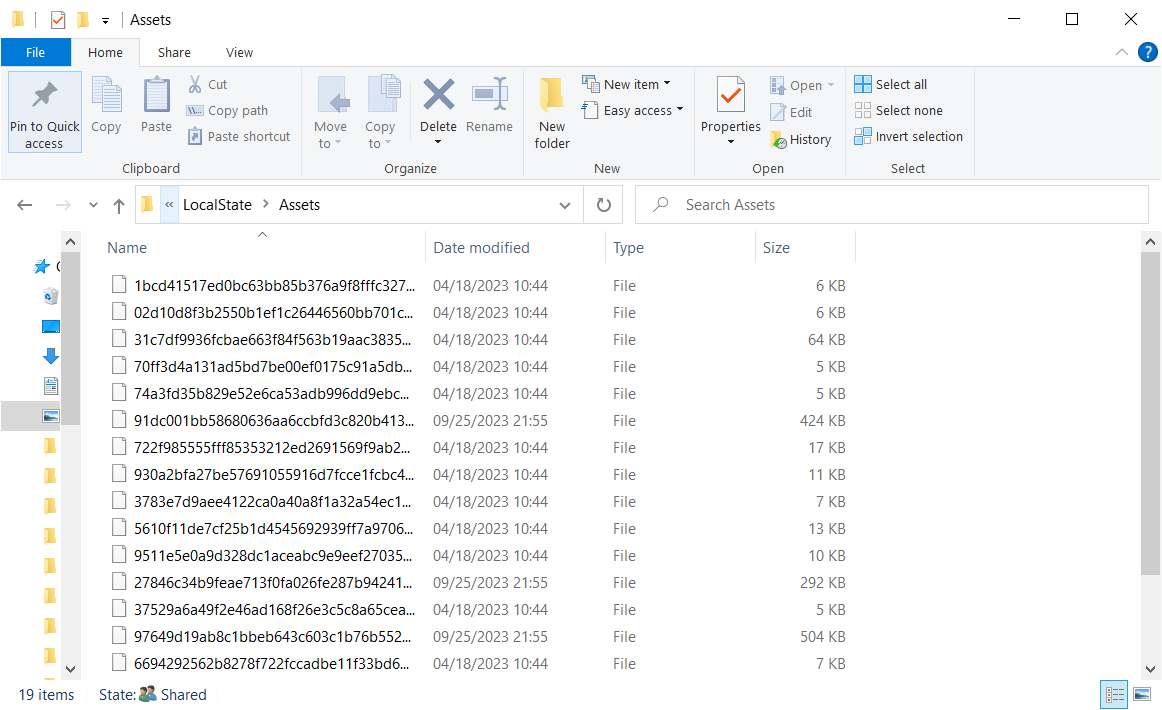 Assets
File Home Share View
Pin to Quick access
Copy
Paste
Cut
Copy path
Paste shortcut
Clipboard
Move to
Copy to
Delete
Rename
Organize
New folder
New item
Easy access
New
Properties
Open
Edit
History
Open
Select all
Select none
Invert selection
Select
« LocalState > Assets
Search Assets
Name Date modified Type Size
1bcd41517ed0bc63bb85b376a9f8fffc327... 04/18/2023 10:44 File 6 KB
02d10d8f3b2550b1ef1c26446560bb701c... 04/18/2023 10:44 File 6 KB
31c7df9936fcbae663f84f563b19aac3835... 04/18/2023 10:44 File 64 KB
70ff3d4a131ad5bd7be00ef0175c91a5db... 04/18/2023 10:44 File 5 KB
74a3fd35b829e52e6ca53adb996dd9ebc... 04/18/2023 10:44 File 5 KB
91dc001bb58680636aa6ccbfd3c820b413... 09/25/2023 21:55 File 424 KB
722f985555fff85353212ed2691569f9ab2... 04/18/2023 10:44 File 17 KB
930a2bfa27be57691055916d7fcce1fcbc4... 04/18/2023 10:44 File 11 KB
3783e7d9aee4122ca0a40a8f1a32a54ec1... 04/18/2023 10:44 File 7 KB
5610f11de7cf25b1d4545692939ff7a9706... 04/18/2023 10:44 File 13 KB
9511e5e0a9d328dc1aceabc9e9eef27035... 04/18/2023 10:44 File 10 KB
27846c34b9feae713f0fa026fe287b94241... 09/25/2023 21:55 File 292 KB
37529a6a49f2e46ad168f26e3c5c8a65cea... 04/18/2023 10:44 File 5 KB
97649d19ab8c1bbeb643c603c1b76b552... 09/25/2023 21:55 File 504 KB
6694292562b8278f722fccadbe11f33bd6... 04/18/2023 10:44 File 7 KB
19 items State: Shared